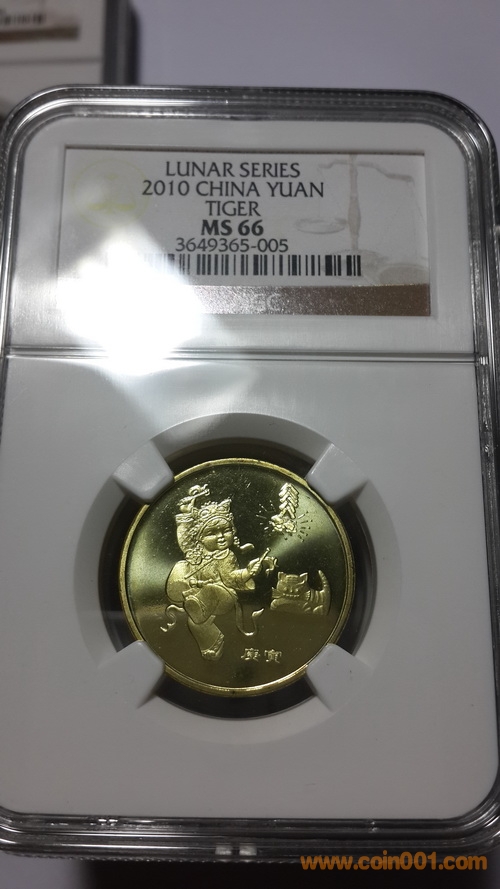 LUNAR SERIES
2010 CHINA YUAN
TIGER
MS 66
3649365-005
庚寅
www.coin001.com